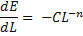 dE/dL = −CL⁻ⁿ